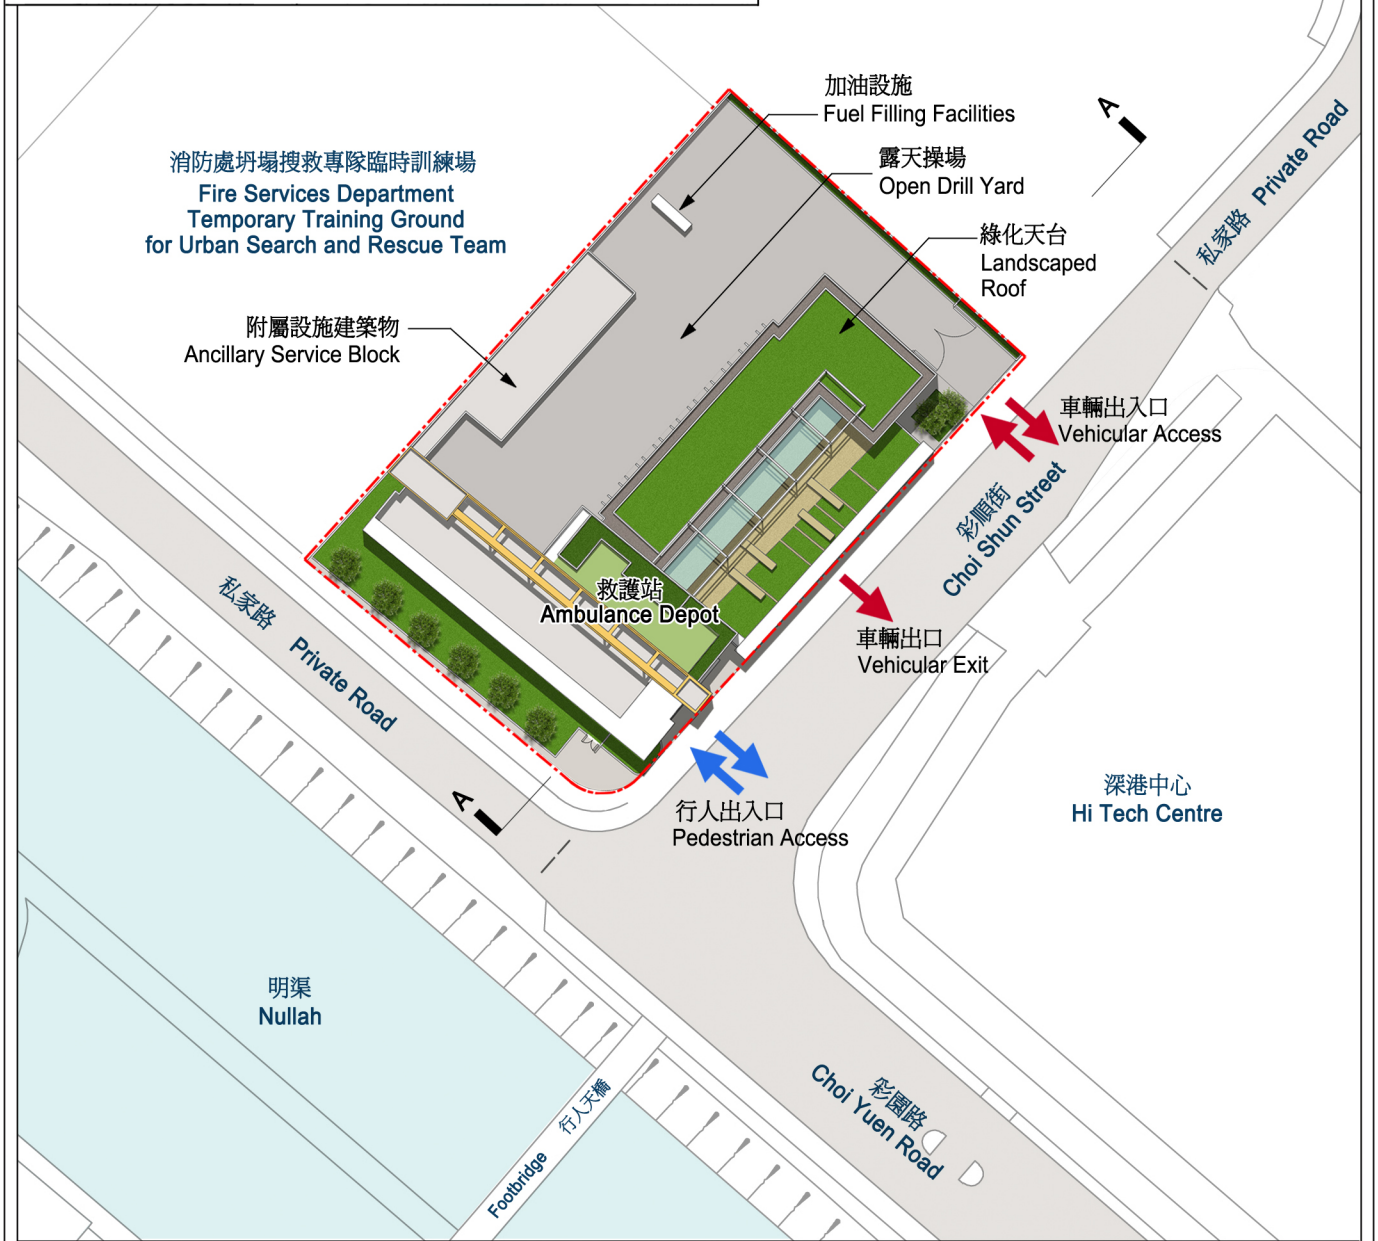 加油設施
Fuel Filling Facilities
A
露天操場
Open Drill Yard
私家路 Private Road
消防處坍塌搜救專隊臨時訓練場
Fire Services Department
Temporary Training Ground
for Urban Search and Rescue Team
綠化天台
Landscaped
Roof
附屬設施建築物
Ancillary Service Block
車輛出入口
Vehicular Access
彩順街
Choi Shun Street
救護站
Ambulance Depot
私家路 Private Road
車輛出口
Vehicular Exit
A
行人出入口
Pedestrian Access
深港中心
Hi Tech Centre
明渠
Nullah
彩園路
Choi Yuen Road
Footbridge 行人天橋